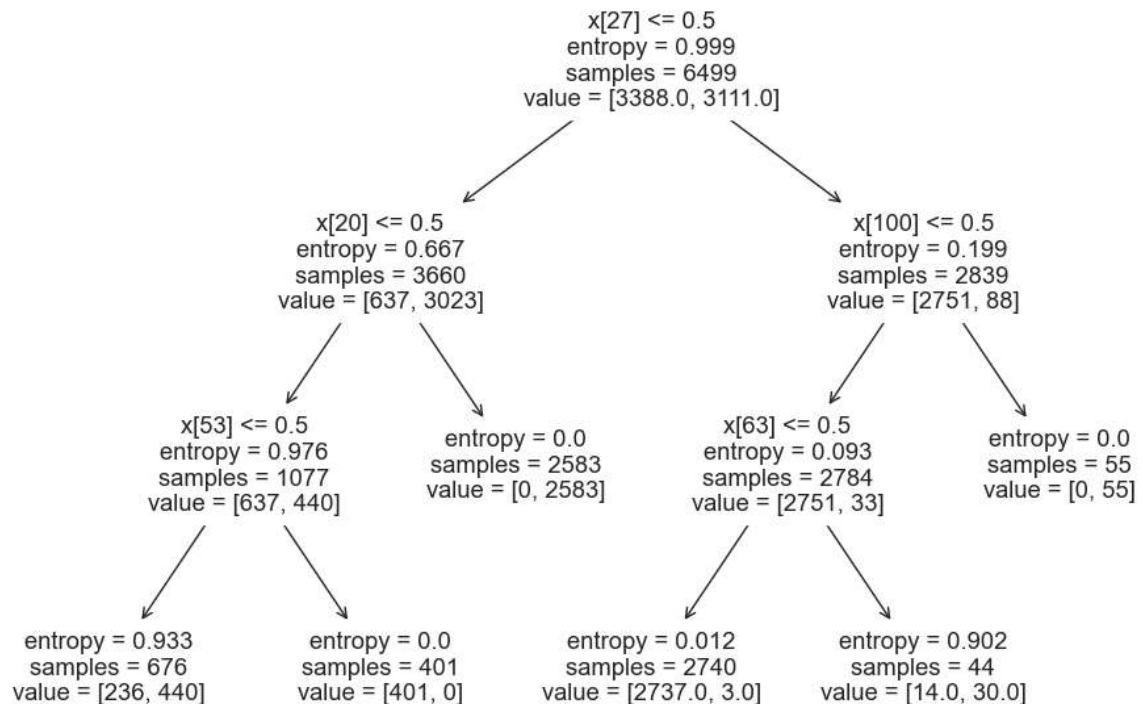 x[27] <= 0.5
entropy = 0.999
samples = 6499
value = [3388.0, 3111.0]
x[20] <= 0.5
entropy = 0.667
samples = 3660
value = [637, 3023]
x[100] <= 0.5
entropy = 0.199
samples = 2839
value = [2751, 88]
x[53] <= 0.5
entropy = 0.976
samples = 1077
value = [637, 440]
entropy = 0.0
samples = 2583
value = [0, 2583]
x[63] <= 0.5
entropy = 0.093
samples = 2784
value = [2751, 33]
entropy = 0.0
samples = 55
value = [0, 55]
entropy = 0.933
samples = 676
value = [236, 440]
entropy = 0.0
samples = 401
value = [401, 0]
entropy = 0.012
samples = 2740
value = [2737.0, 3.0]
entropy = 0.902
samples = 44
value = [14.0, 30.0]